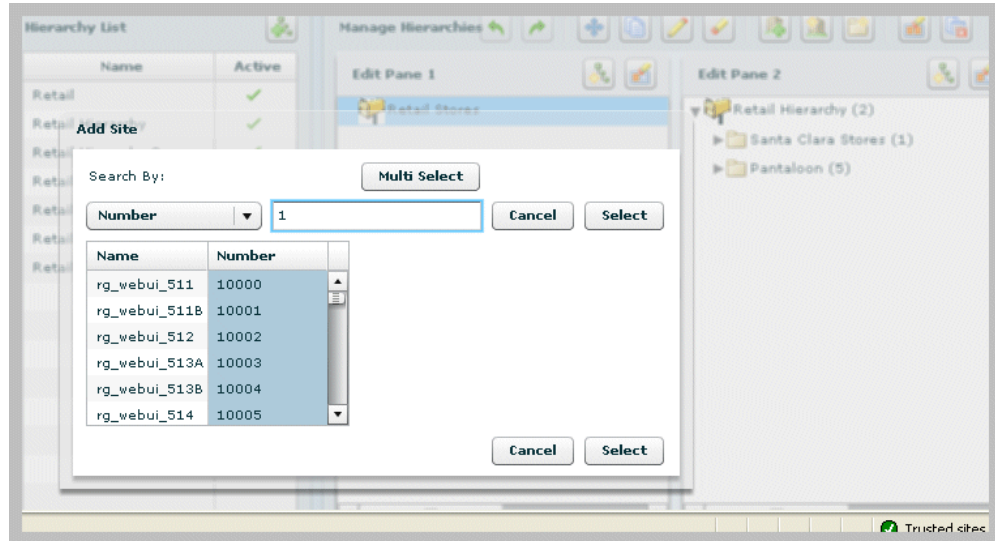 Hierarchy List
Manage Hierarchies
Name Active
Edit Pane 1
Edit Pane 2
Retail
Retail Stores
Retail Hierarchy (2)
Retail Hierarchy
Add Site
Santa Clara Stores (1)
Pantaloon (5)
Search By:
Multi Select
Number
1
Cancel
Select
Name Number
rg_webui_511 10000
rg_webui_511B 10001
rg_webui_512 10002
rg_webui_513A 10003
rg_webui_513B 10004
rg_webui_514 10005
Cancel
Select
Trusted sites